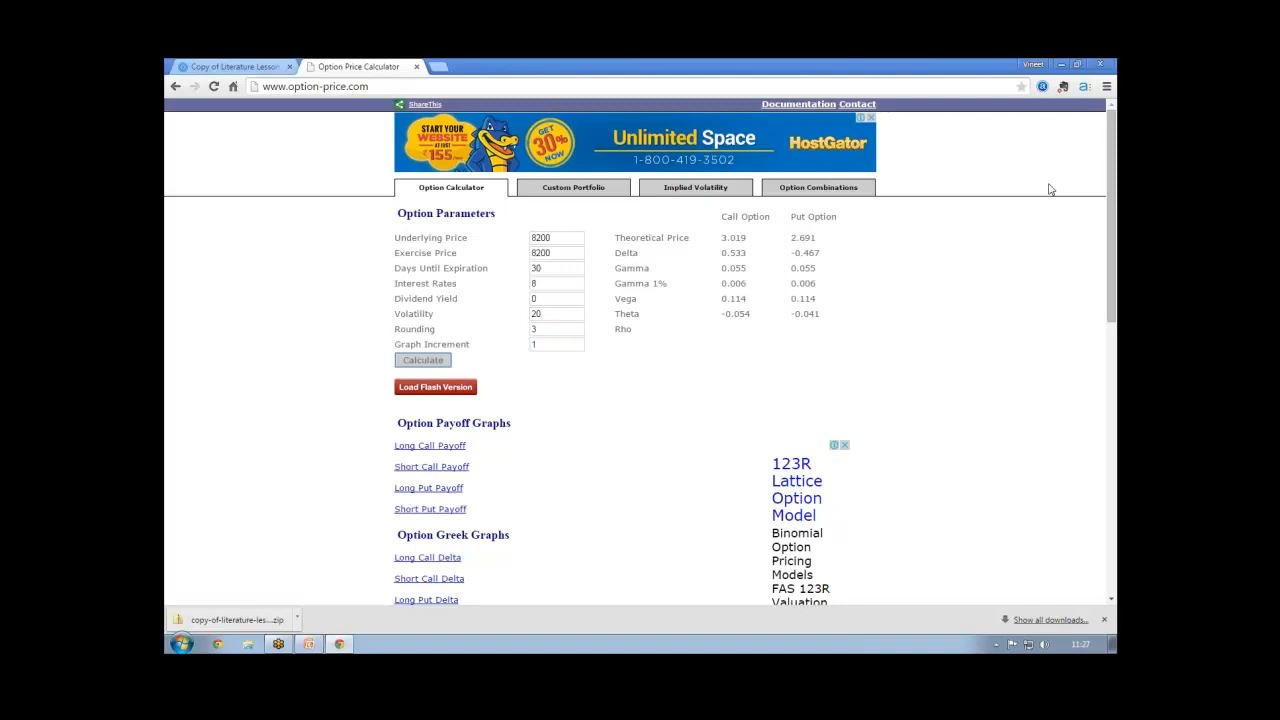 Copy of Literature Lesson
Option Price Calculator
Vineet
www.option-price.com
ShareThis
Documentation Contact
START YOUR
WEBSITE
AT JUST
155
GET
30%
NOW
Unlimited Space
1-800-419-3502
HostGator
Option Calculator
Custom Portfolio
Implied Volatility
Option Combinations
Option Parameters
Call Option Put Option
Underlying Price 8200 Theoretical Price 3.019 2.691
Exercise Price 8200 Delta 0.533 -0.467
Days Until Expiration 30 Gamma 0.055 0.055
Interest Rates 8 Gamma 1% 0.006 0.006
Dividend Yield 0 Vega 0.114 0.114
Volatility 20 Theta -0.054 -0.041
Rounding 3 Rho
Graph Increment 1
Calculate
Load Flash Version
Option Payoff Graphs
Long Call Payoff
Short Call Payoff
Long Put Payoff
Short Put Payoff
Option Greek Graphs
Long Call Delta
Short Call Delta
Long Put Delta
123R
Lattice
Option
Model
Binomial
Option
Pricing
Models
FAS 123R
Valuation
copy-of-literature-les....zip
Show all downloads...
11:27